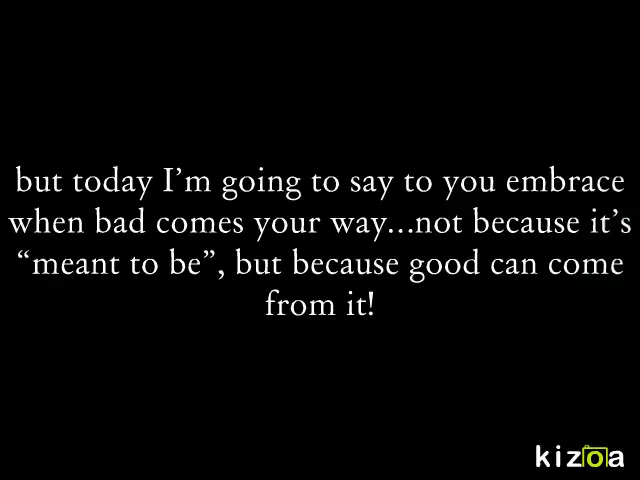 but today I’m going to say to you embrace
when bad comes your way...not because it’s
“meant to be”, but because good can come
from it!
kizoa